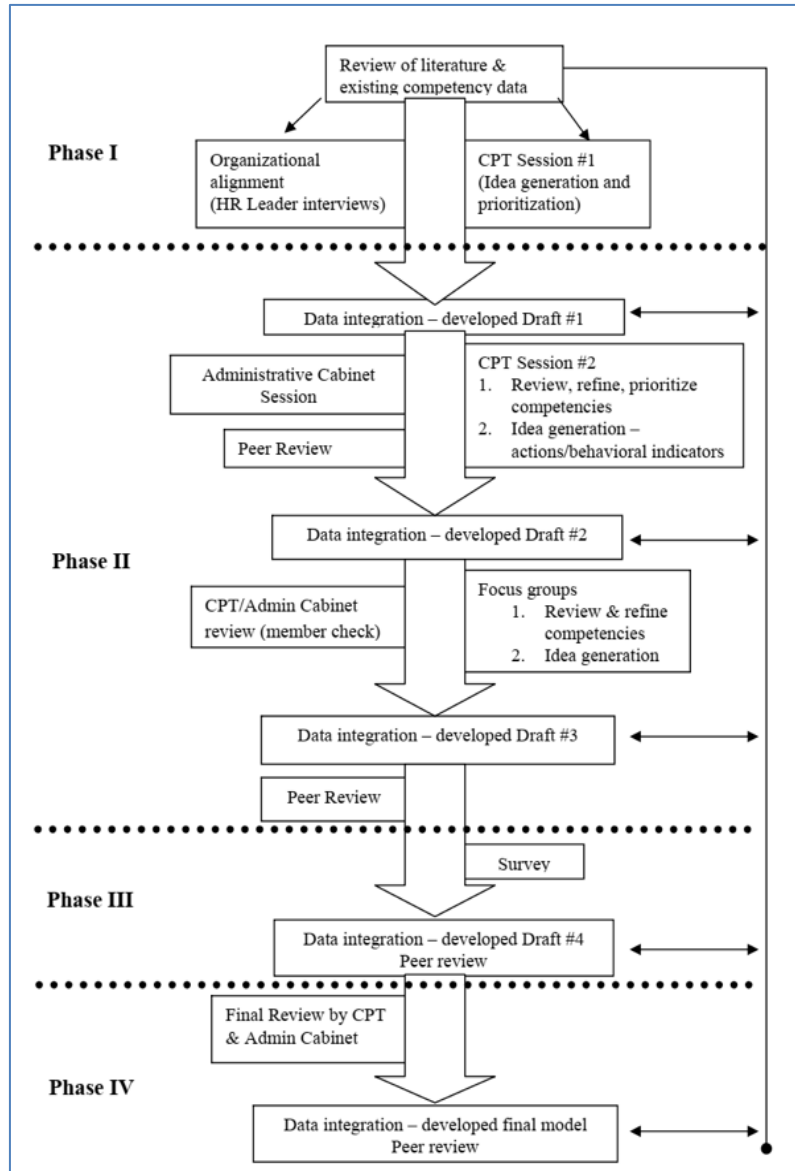 Review of literature &
existing competency data
Phase I
Organizational
alignment
(HR Leader interviews)
CPT Session #1
(Idea generation and
prioritization)
Data integration – developed Draft #1
Administrative Cabinet
Session
Peer Review
CPT Session #2
1. Review, refine, prioritize
competencies
2. Idea generation –
actions/behavioral indicators
Data integration – developed Draft #2
Phase II
CPT/Admin Cabinet
review (member check)
Focus groups
1. Review & refine
competencies
2. Idea generation
Data integration – developed Draft #3
Peer Review
Survey
Phase III
Data integration – developed Draft #4
Peer review
Final Review by CPT
& Admin Cabinet
Phase IV
Data integration – developed final model
Peer review